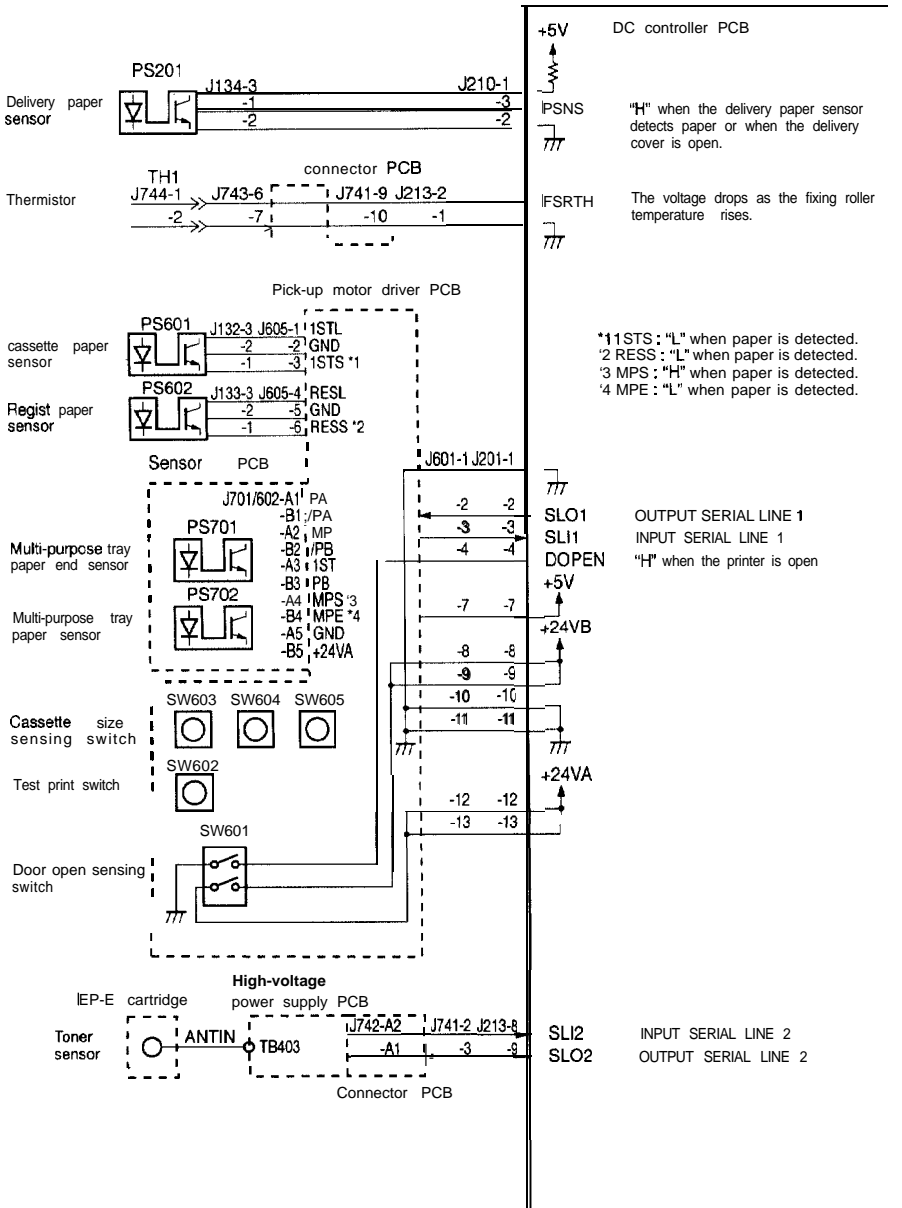 +5V DC controller PCB
PS201
J134-3 J210-1
Delivery paper sensor
-1 -3
-2 -2
PSNS
"H" when the delivery paper sensor
detects paper or when the delivery
cover is open.
connector PCB
TH1
Thermistor
J744-1 J743-6 J741-9 J213-2
-2 -7 -10 -1
FSRTH
The voltage drops as the fixing roller
temperature rises.
Pick-up motor driver PCB
PS601
J132-3 J605-1 1STL
cassette paper
sensor
-2 -2 GND
-1 -3 1STS *1
PS602
J133-3 J605-4 RESL
Regist paper
sensor
-2 -5 GND
-1 -6 RESS *2
*11STS : "L" when paper is detected.
'2 RESS : "L" when paper is detected.
'3 MPS : "H" when paper is detected.
'4 MPE : "L" when paper is detected.
Sensor PCB
J601-1 J201-1
J701/602-A1 PA
-B1 /PA
PS701
-A2 MP
-B2 /PB
Multi-purpose tray
paper end sensor
-A3 1ST
-B3 PB
PS702
-A4 MPS '3
-B4 MPE *4
Multi-purpose tray
paper sensor
-A5 GND
-B5 +24VA
-2 -2 SLO1 OUTPUT SERIAL LINE 1
-3 -3 SLI1 INPUT SERIAL LINE 1
-4 -4 DOPEN "H" when the printer is open
+5V
-7 -7
+24VB
-8 -8
-9 -9
-10 -10
-11 -11
SW603 SW604 SW605
Cassette size
sensing switch
SW602
Test print switch
+24VA
-12 -12
-13 -13
SW601
Door open sensing
switch
High-voltage
power supply PCB
EP-E cartridge
Toner
sensor
ANTIN TB403
J742-A2 J741-2 J213-8 SLI2 INPUT SERIAL LINE 2
-A1 -3 -9 SLO2 OUTPUT SERIAL LINE 2
Connector PCB